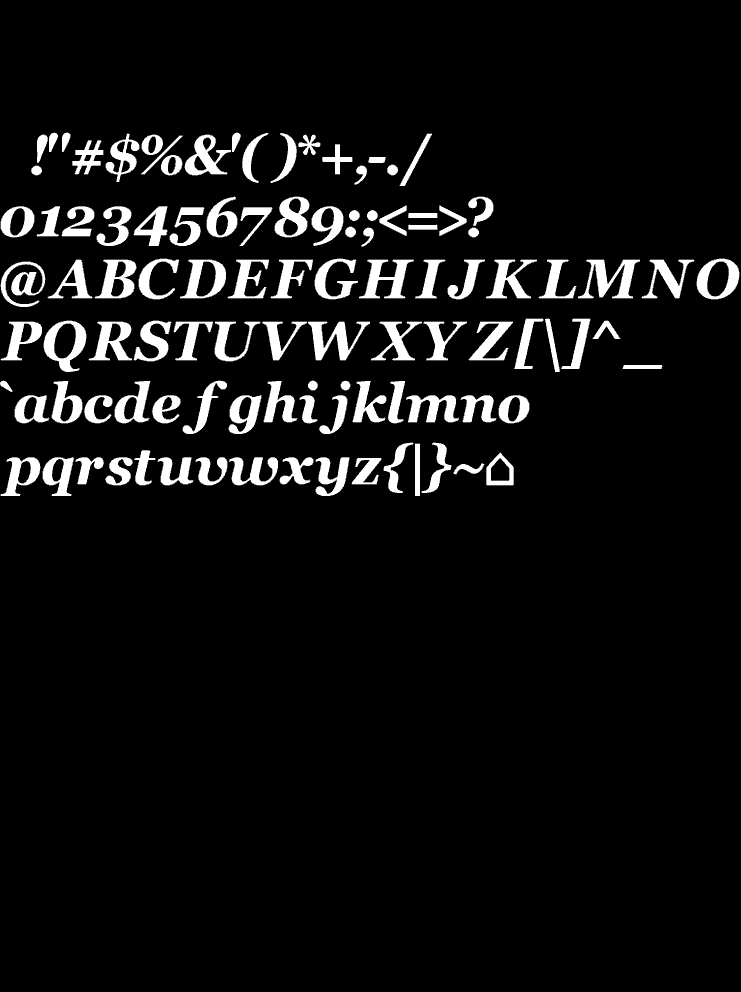 !"#$%&'()*+,-./
0123456789:;<=>?
@ABCDEFGHIJKLMNO
PQRSTUVWXYZ[\]^_
`abcdefghijklmno
pqrstuvwxyz{|}~⌂